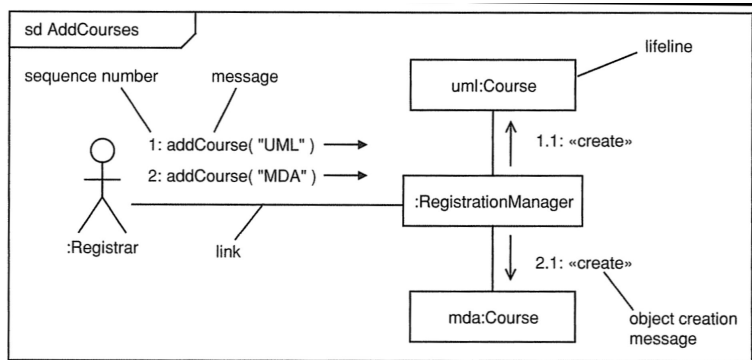 sd AddCourses
lifeline
sequence number
message
uml:Course
1: addCourse( "UML" )
1.1: «create»
2: addCourse( "MDA" )
:RegistrationManager
:Registrar
link
2.1: «create»
mda:Course
object creation
message